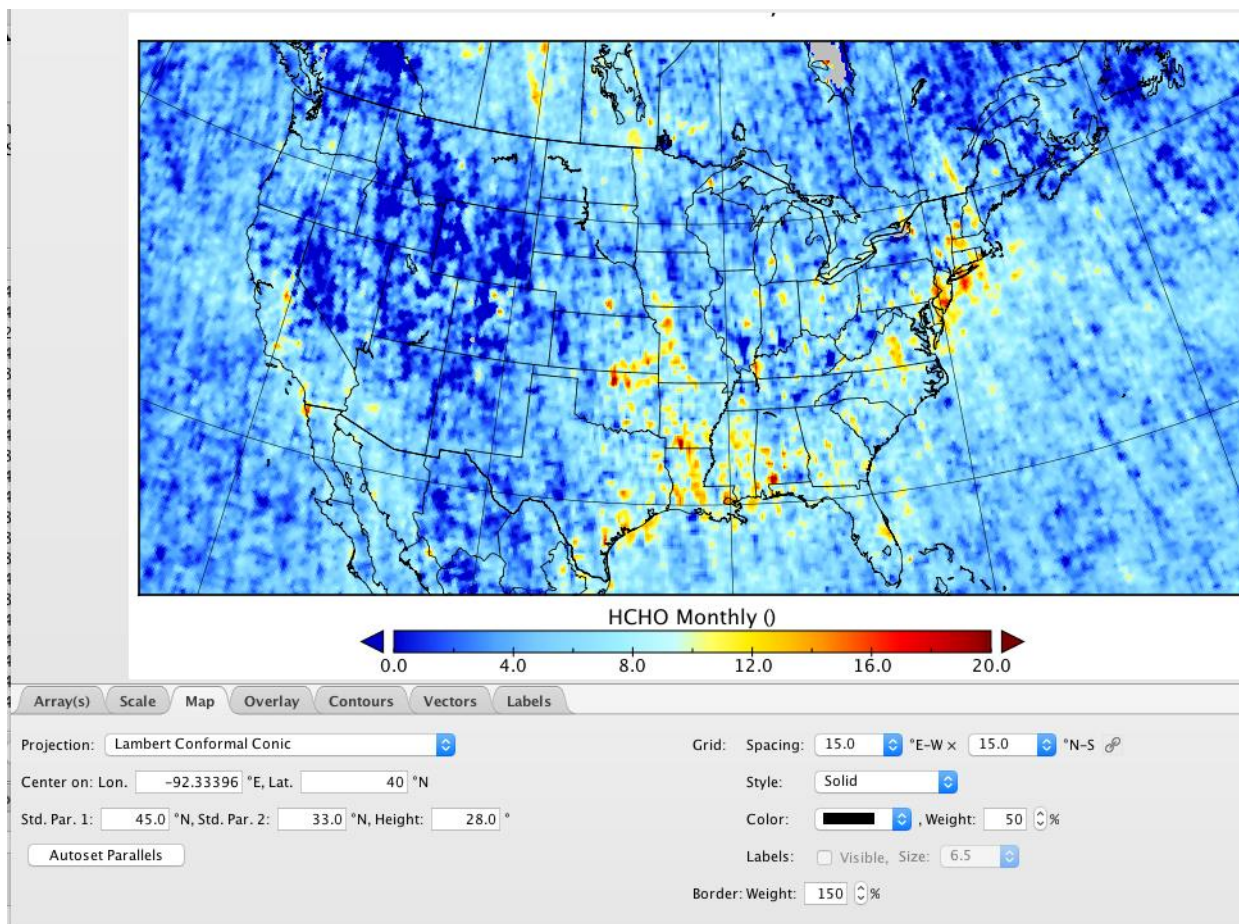 HCHO Monthly ()
0.0 4.0 8.0 12.0 16.0 20.0
Array(s) Scale Map Overlay Contours Vectors Labels
Projection: Lambert Conformal Conic
Center on: Lon. -92.33396 °E, Lat. 40 °N
Std. Par. 1: 45.0 °N, Std. Par. 2: 33.0 °N, Height: 28.0 °
Autoset Parallels
Grid: Spacing: 15.0 °E-W × 15.0 °N-S
Style: Solid
Color: , Weight: 50 %
Labels: Visible, Size: 6.5
Border: Weight: 150 %